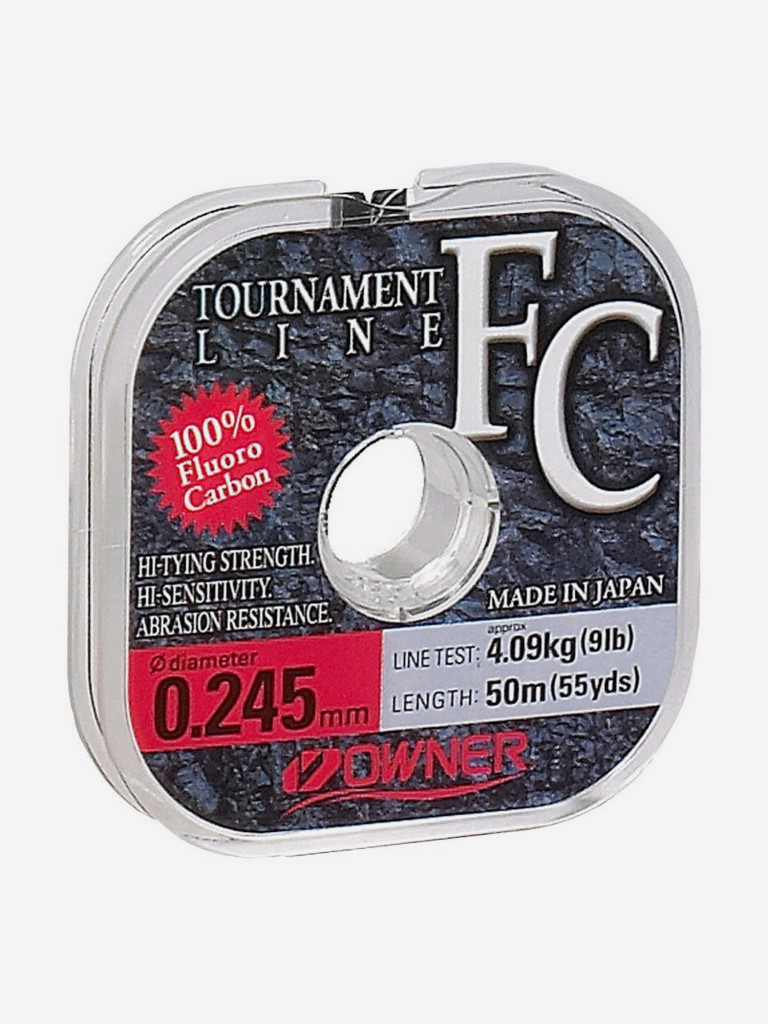 TOURNAMENT
LINE
FC
100%
Fluoro
Carbon
HI-TYING STRENGTH.
HI-SENSITIVITY.
ABRASION RESISTANCE.
MADE IN JAPAN
Ø diameter
0.245mm
approx
LINE TEST; 4.09kg (9lb)
LENGTH: 50m (55yds)
OWNER